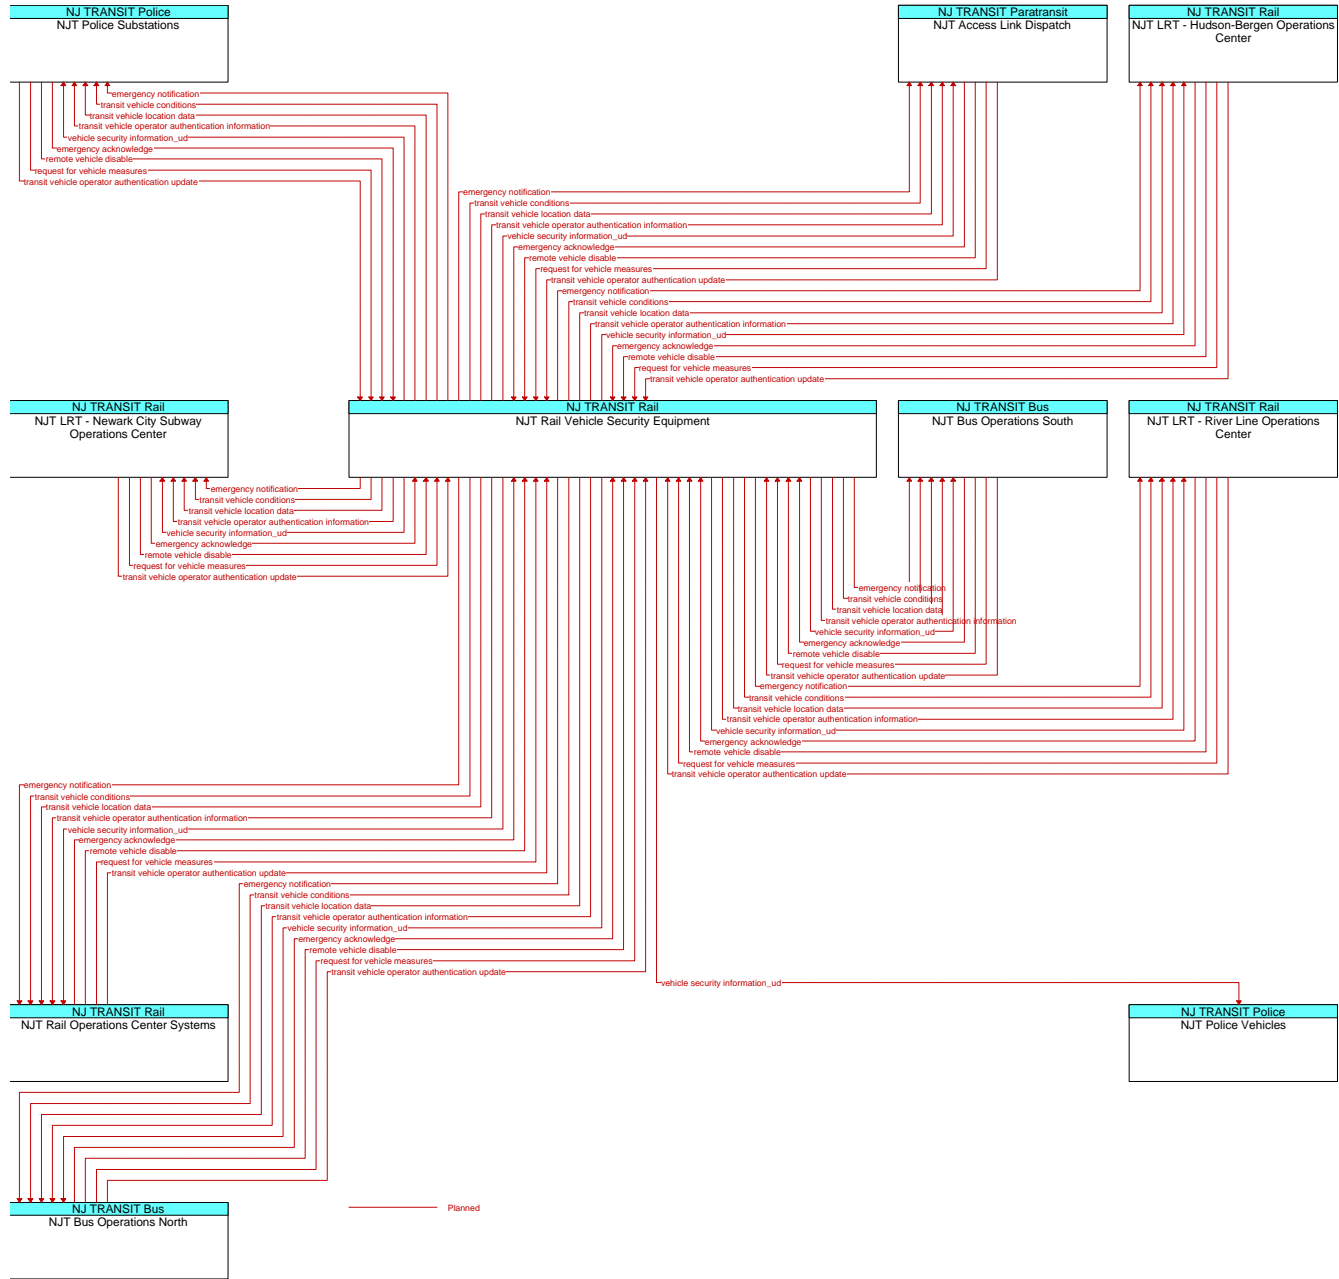 NJ TRANSIT Police
NJT Police Substations
NJ TRANSIT Paratransit
NJT Access Link Dispatch
NJ TRANSIT Rail
NJT LRT - Hudson-Bergen Operations
Center
emergency notification
transit vehicle conditions
transit vehicle location data
transit vehicle operator authentication information
vehicle security information_ud
emergency acknowledge
remote vehicle disable
request for vehicle measures
transit vehicle operator authentication update
emergency notification
transit vehicle conditions
transit vehicle location data
transit vehicle operator authentication information
vehicle security information_ud
emergency acknowledge
remote vehicle disable
request for vehicle measures
transit vehicle operator authentication update
emergency notification
transit vehicle conditions
transit vehicle location data
transit vehicle operator authentication information
vehicle security information_ud
emergency acknowledge
remote vehicle disable
request for vehicle measures
transit vehicle operator authentication update
NJ TRANSIT Rail
NJT LRT - Newark City Subway
Operations Center
NJ TRANSIT Rail
NJT Rail Vehicle Security Equipment
NJ TRANSIT Bus
NJT Bus Operations South
NJ TRANSIT Rail
NJT LRT - River Line Operations
Center
emergency notification
transit vehicle conditions
transit vehicle location data
transit vehicle operator authentication information
vehicle security information_ud
emergency acknowledge
remote vehicle disable
request for vehicle measures
transit vehicle operator authentication update
emergency notification
transit vehicle conditions
transit vehicle location data
transit vehicle operator authentication information
vehicle security information_ud
emergency acknowledge
remote vehicle disable
request for vehicle measures
transit vehicle operator authentication update
emergency notification
transit vehicle conditions
transit vehicle location data
transit vehicle operator authentication information
vehicle security information_ud
emergency acknowledge
remote vehicle disable
request for vehicle measures
transit vehicle operator authentication update
emergency notification
transit vehicle conditions
transit vehicle location data
transit vehicle operator authentication information
vehicle security information_ud
emergency acknowledge
remote vehicle disable
request for vehicle measures
transit vehicle operator authentication update
emergency notification
transit vehicle conditions
transit vehicle location data
transit vehicle operator authentication information
vehicle security information_ud
emergency acknowledge
remote vehicle disable
request for vehicle measures
transit vehicle operator authentication update
vehicle security information_ud
NJ TRANSIT Rail
NJT Rail Operations Center Systems
NJ TRANSIT Police
NJT Police Vehicles
NJ TRANSIT Bus
NJT Bus Operations North
Planned